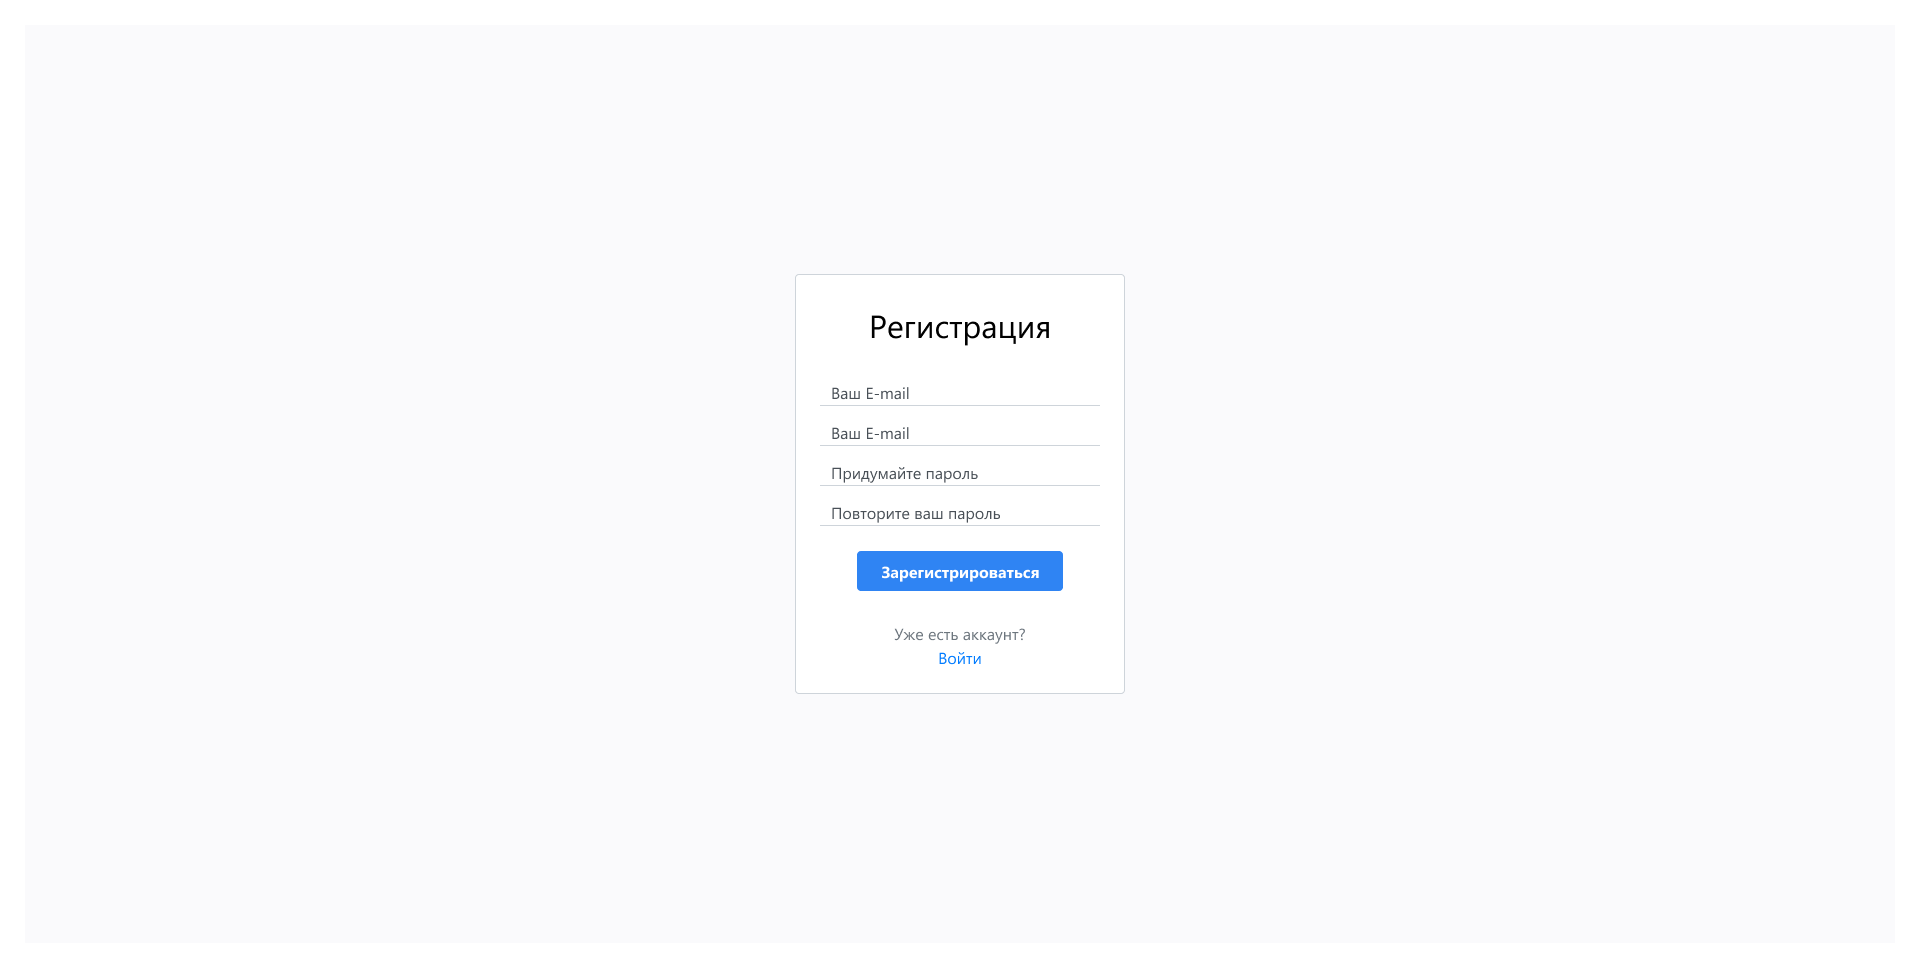 Регистрация
Ваш E-mail
Ваш E-mail
Придумайте пароль
Повторите ваш пароль
Зарегистрироваться
Уже есть аккаунт?
Войти